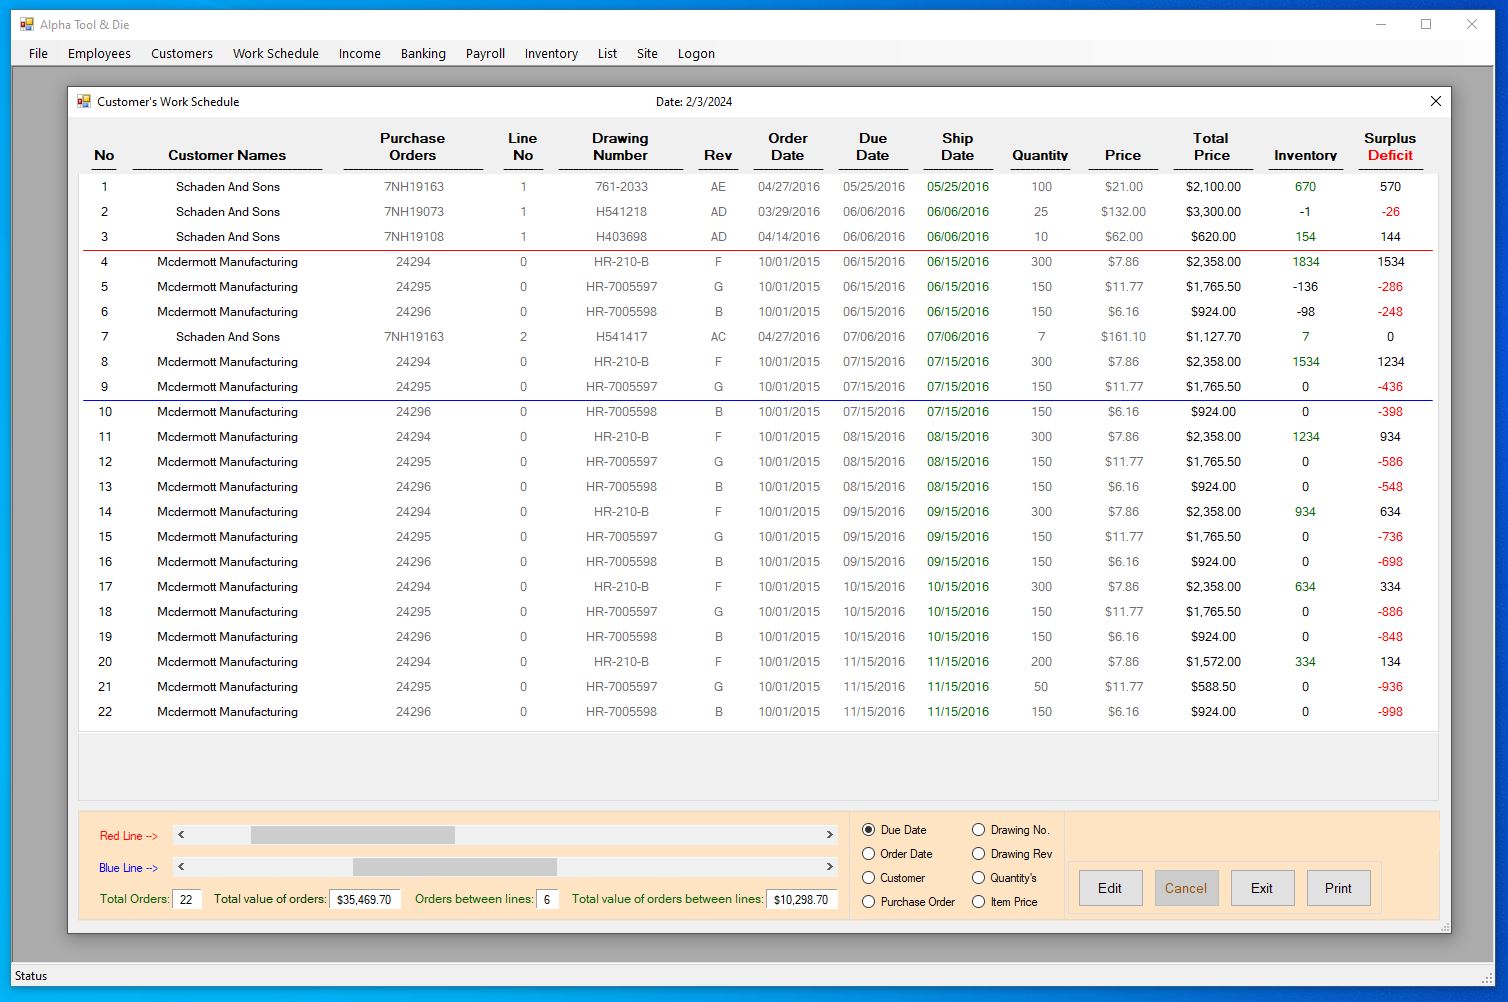 Alpha Tool & Die
File Employees Customers Work Schedule Income Banking Payroll Inventory List Site Logon
Customer's Work Schedule Date: 2/3/2024
Purchase Line Drawing Order Due Ship Total Surplus
No Customer Names Orders No Number Rev Date Date Date Quantity Price Price Inventory Deficit
1 Schaden And Sons 7NH19163 1 761-2033 AE 04/27/2016 05/25/2016 05/25/2016 100 $21.00 $2,100.00 670 570
2 Schaden And Sons 7NH19073 1 H541218 AD 03/29/2016 06/06/2016 06/06/2016 25 $132.00 $3,300.00 -1 -26
3 Schaden And Sons 7NH19108 1 H403698 AD 04/14/2016 06/06/2016 06/06/2016 10 $62.00 $620.00 154 144
4 Mcdermott Manufacturing 24294 0 HR-210-B F 10/01/2015 06/15/2016 06/15/2016 300 $7.86 $2,358.00 1834 1534
5 Mcdermott Manufacturing 24295 0 HR-7005597 G 10/01/2015 06/15/2016 06/15/2016 150 $11.77 $1,765.50 -136 -286
6 Mcdermott Manufacturing 24296 0 HR-7005598 B 10/01/2015 06/15/2016 06/15/2016 150 $6.16 $924.00 -98 -248
7 Schaden And Sons 7NH19163 2 H541417 AC 04/27/2016 07/06/2016 07/06/2016 7 $161.10 $1,127.70 7 0
8 Mcdermott Manufacturing 24294 0 HR-210-B F 10/01/2015 07/15/2016 07/15/2016 300 $7.86 $2,358.00 1534 1234
9 Mcdermott Manufacturing 24295 0 HR-7005597 G 10/01/2015 07/15/2016 07/15/2016 150 $11.77 $1,765.50 0 -436
10 Mcdermott Manufacturing 24296 0 HR-7005598 B 10/01/2015 07/15/2016 07/15/2016 150 $6.16 $924.00 0 -398
11 Mcdermott Manufacturing 24294 0 HR-210-B F 10/01/2015 08/15/2016 08/15/2016 300 $7.86 $2,358.00 1234 934
12 Mcdermott Manufacturing 24295 0 HR-7005597 G 10/01/2015 08/15/2016 08/15/2016 150 $11.77 $1,765.50 0 -586
13 Mcdermott Manufacturing 24296 0 HR-7005598 B 10/01/2015 08/15/2016 08/15/2016 150 $6.16 $924.00 0 -548
14 Mcdermott Manufacturing 24294 0 HR-210-B F 10/01/2015 09/15/2016 09/15/2016 300 $7.86 $2,358.00 934 634
15 Mcdermott Manufacturing 24295 0 HR-7005597 G 10/01/2015 09/15/2016 09/15/2016 150 $11.77 $1,765.50 0 -736
16 Mcdermott Manufacturing 24296 0 HR-7005598 B 10/01/2015 09/15/2016 09/15/2016 150 $6.16 $924.00 0 -698
17 Mcdermott Manufacturing 24294 0 HR-210-B F 10/01/2015 10/15/2016 10/15/2016 300 $7.86 $2,358.00 634 334
18 Mcdermott Manufacturing 24295 0 HR-7005597 G 10/01/2015 10/15/2016 10/15/2016 150 $11.77 $1,765.50 0 -886
19 Mcdermott Manufacturing 24296 0 HR-7005598 B 10/01/2015 10/15/2016 10/15/2016 150 $6.16 $924.00 0 -848
20 Mcdermott Manufacturing 24294 0 HR-210-B F 10/01/2015 11/15/2016 11/15/2016 200 $7.86 $1,572.00 334 134
21 Mcdermott Manufacturing 24295 0 HR-7005597 G 10/01/2015 11/15/2016 11/15/2016 50 $11.77 $588.50 0 -936
22 Mcdermott Manufacturing 24296 0 HR-7005598 B 10/01/2015 11/15/2016 11/15/2016 150 $6.16 $924.00 0 -998
Red Line --> Due Date Drawing No.
Order Date Drawing Rev
Blue Line --> Customer Quantity's
Edit Cancel Exit Print
Total Orders: 22 Total value of orders: $35,469.70 Orders between lines: 6 Total value of orders between lines: $10,298.70 Purchase Order Item Price
Status